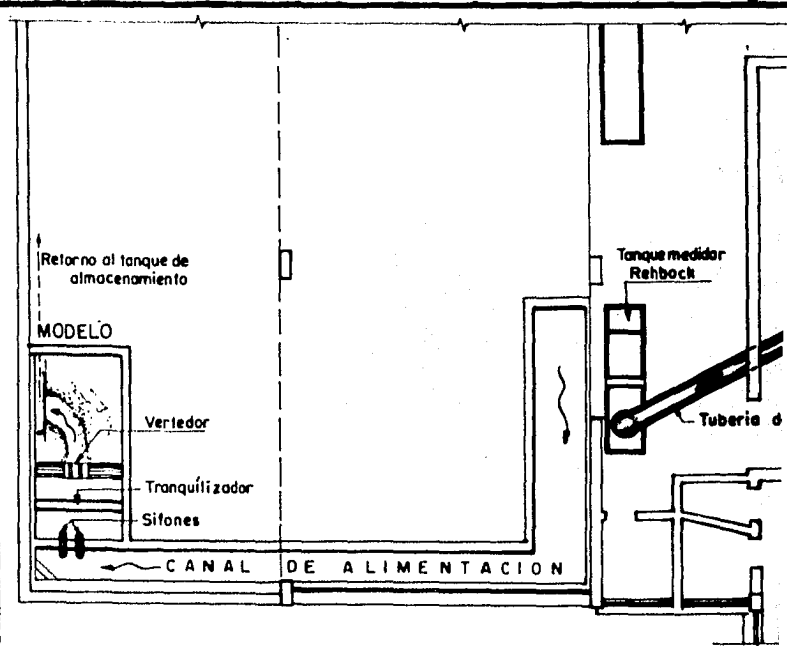 Retorno al tanque de
almacenamiento
MODELO
Vertedor
Tranquilizador
Sifones
CANAL DE ALIMENTACION
Tanque medidor
Rehbock
Tuberia d